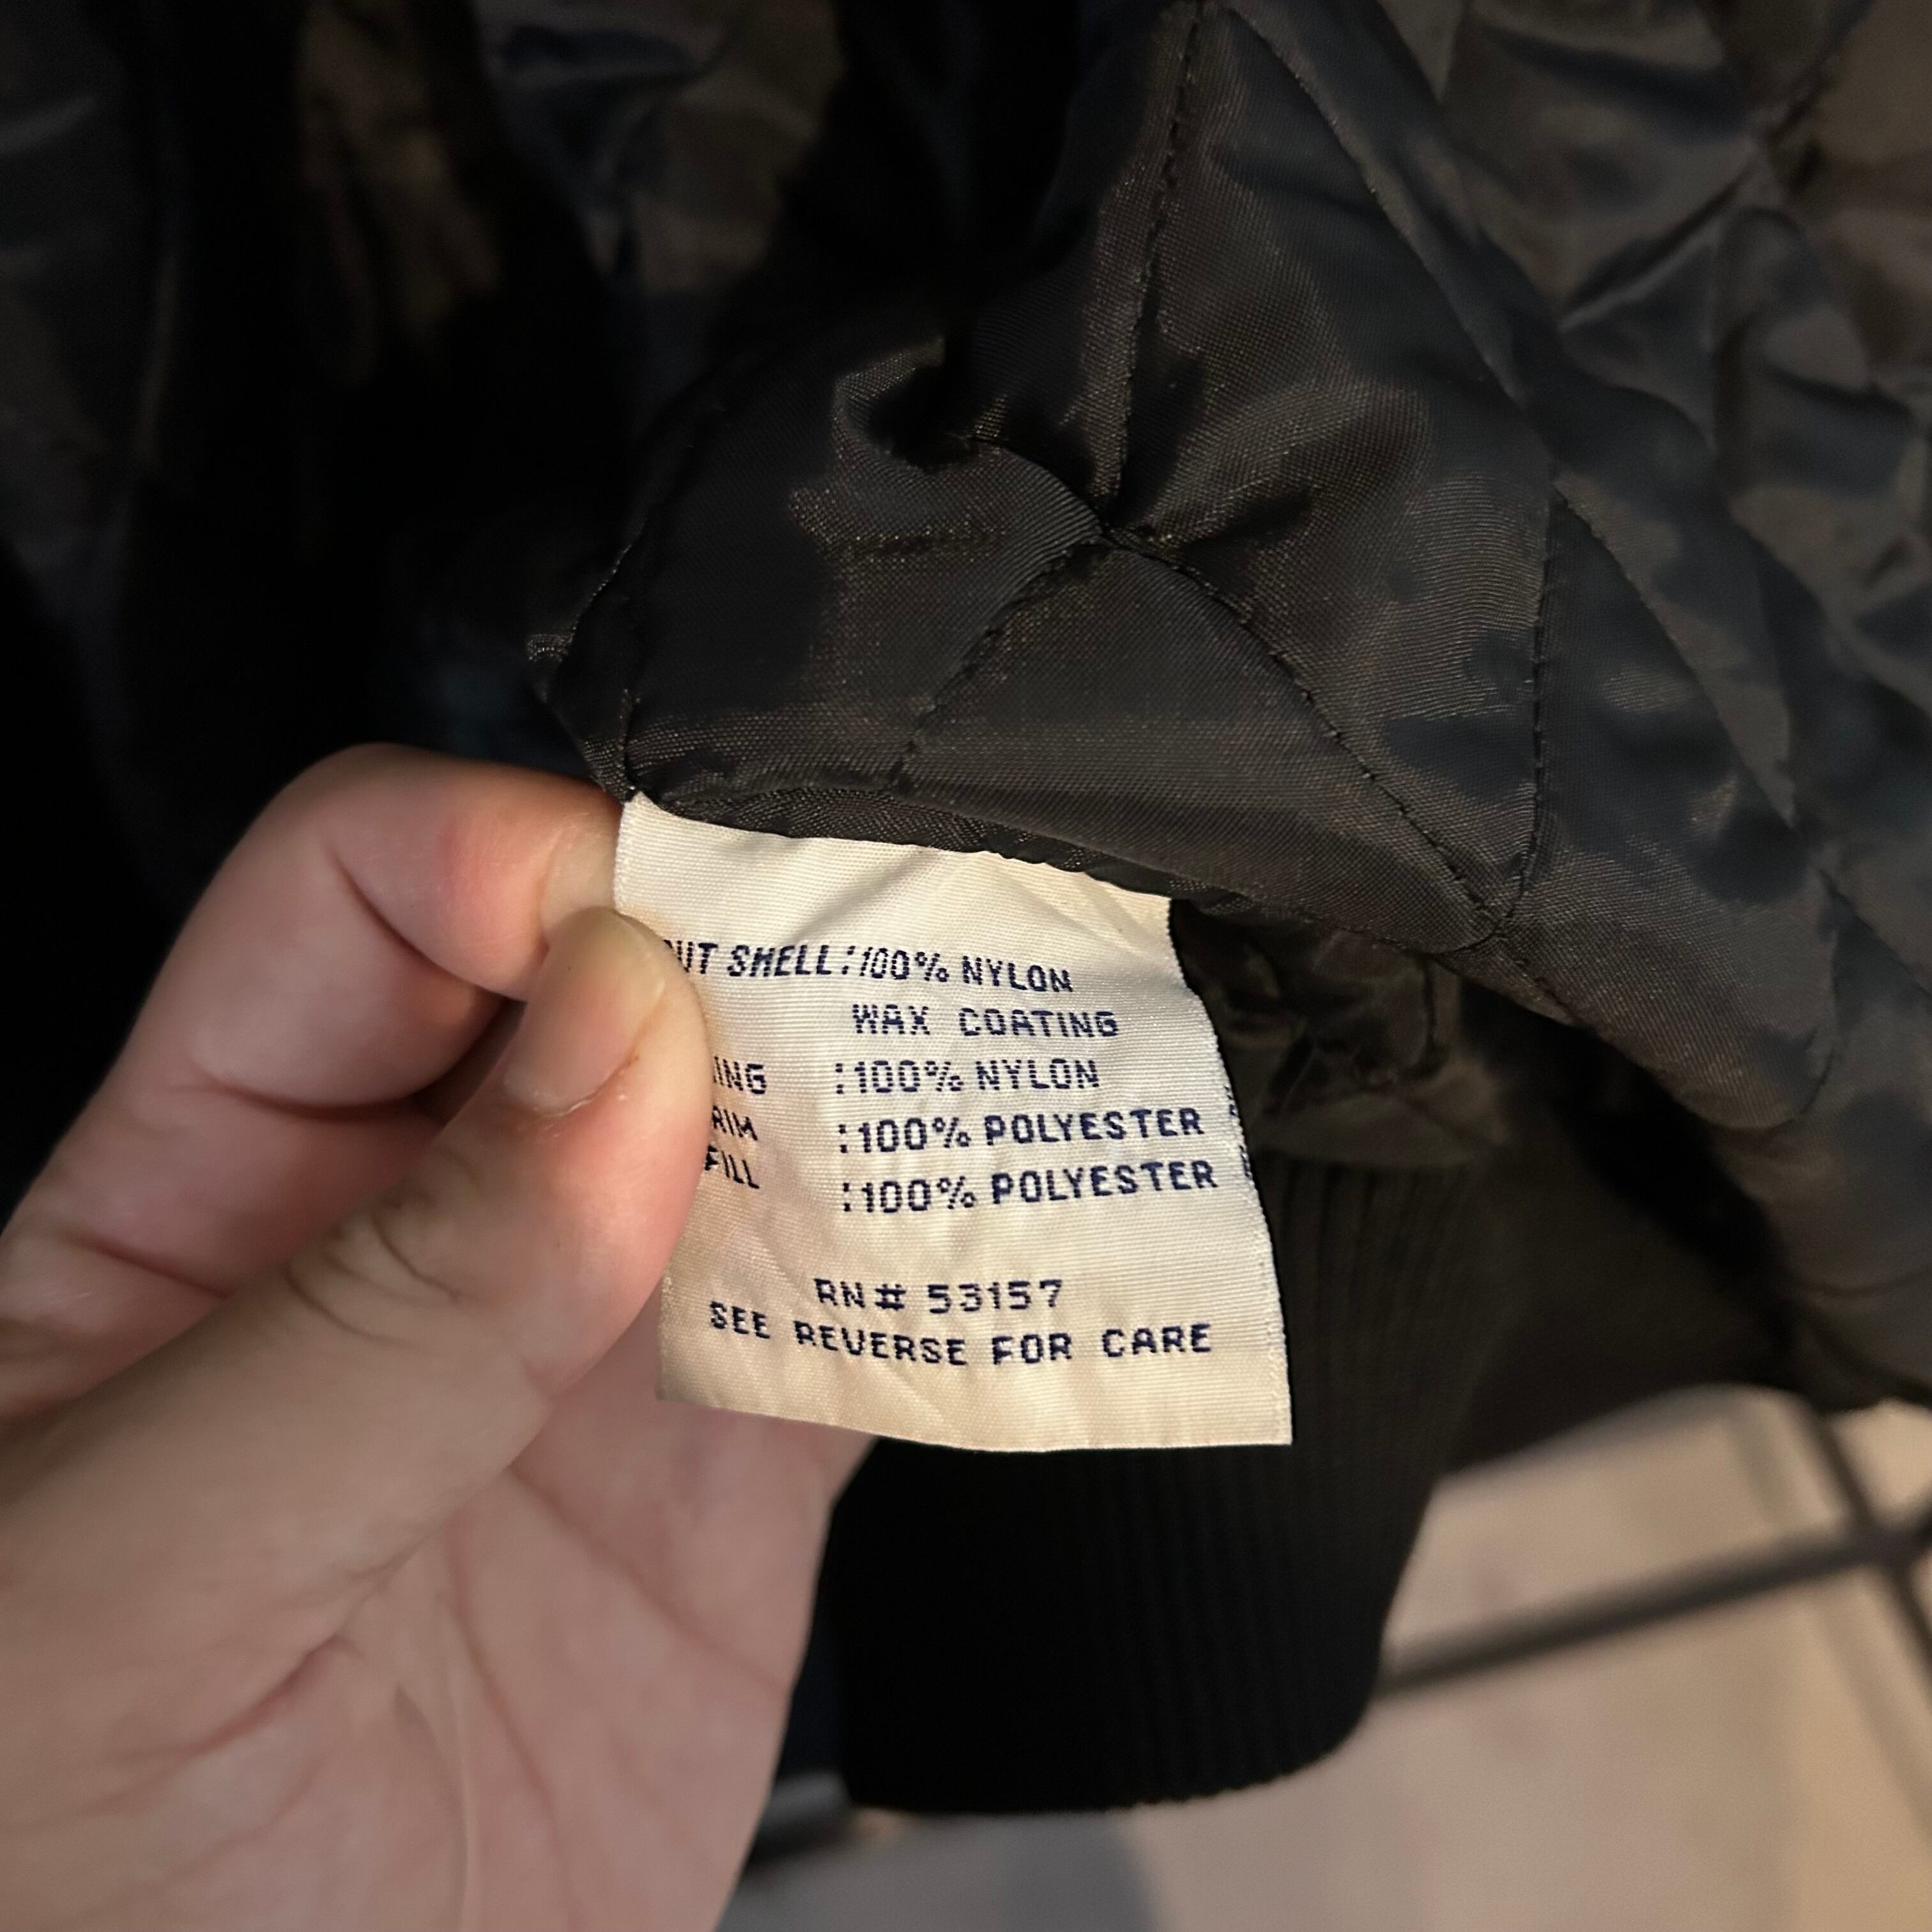 OUT SHELL:100% NYLON
WAX COATING
ING :100% NYLON
RIM :100% POLYESTER
FILL :100% POLYESTER
RN# 53157
SEE REVERSE FOR CARE